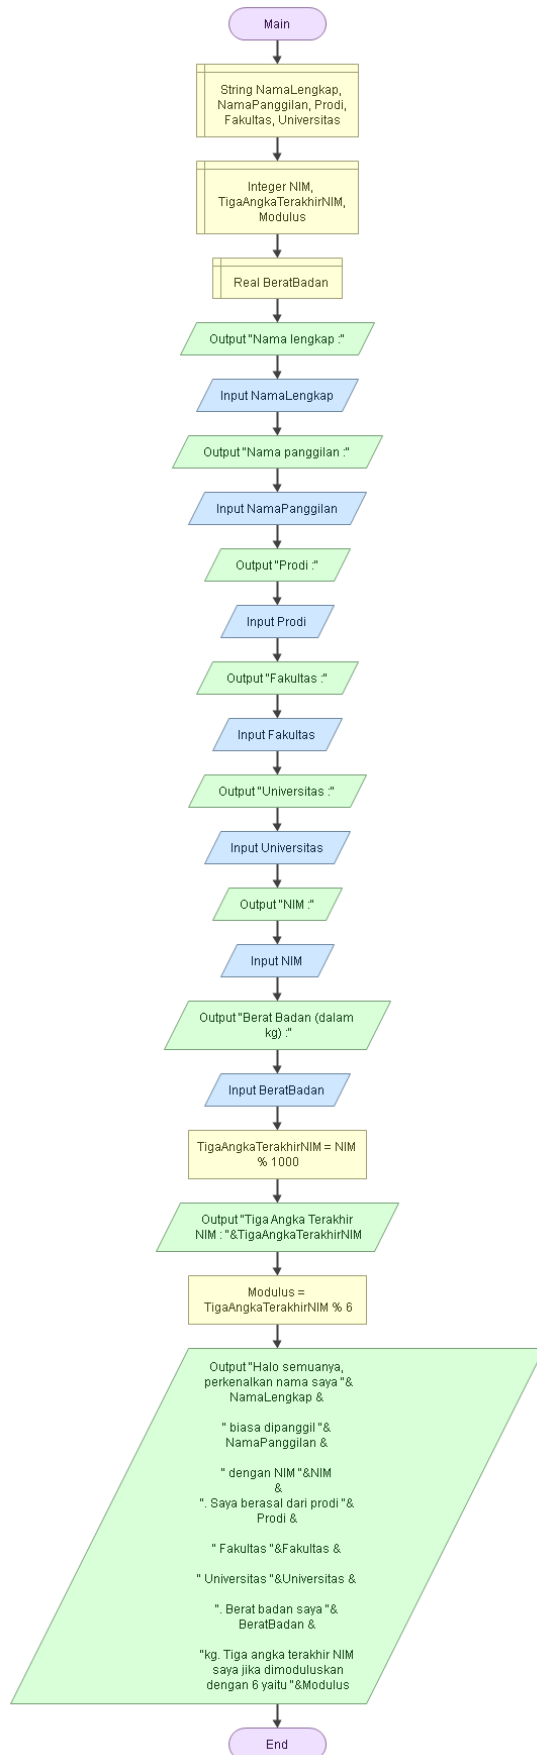 Main
String NamaLengkap,
NamaPanggilan, Prodi,
Fakultas, Universitas
Integer NIM,
TigaAngkaTerakhirNIM,
Modulus
Real BeratBadan
Output "Nama lengkap :"
Input NamaLengkap
Output "Nama panggilan :"
Input NamaPanggilan
Output "Prodi :"
Input Prodi
Output "Fakultas :"
Input Fakultas
Output "Universitas :"
Input Universitas
Output "NIM :"
Input NIM
Output "Berat Badan (dalam
kg) :"
Input BeratBadan
TigaAngkaTerakhirNIM = NIM
% 1000
Output "Tiga Angka Terakhir
NIM : "&TigaAngkaTerakhirNIM
Modulus =
TigaAngkaTerakhirNIM % 6
Output "Halo semuanya,
perkenalkan nama saya "&
NamaLengkap &
" biasa dipanggil "&
NamaPanggilan &
" dengan NIM "&NIM
&
". Saya berasal dari prodi "&
Prodi &
" Fakultas "&Fakultas &
" Universitas "&Universitas &
". Berat badan saya "&
BeratBadan &
"kg. Tiga angka terakhir NIM
saya jika dimoduluskan
dengan 6 yaitu "&Modulus
End